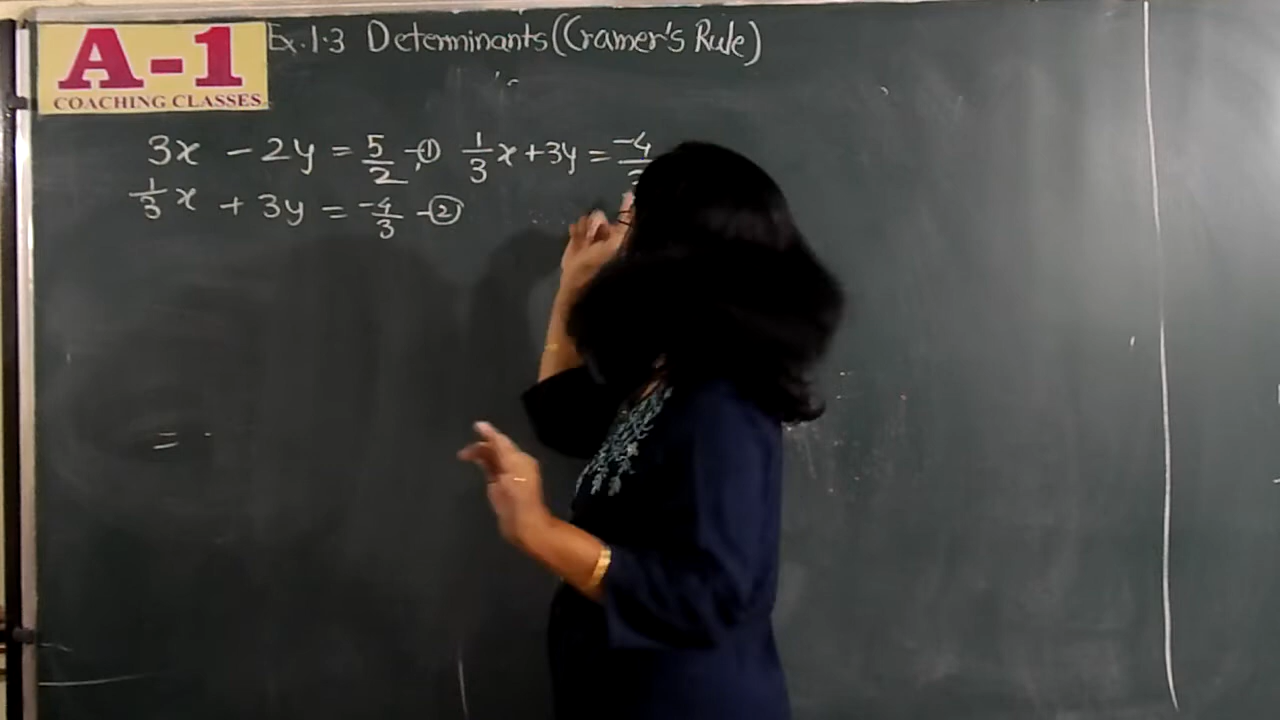 A-1
COACHING CLASSES
Ex. 1.3 Determinants (Cramer's Rule)
3x - 2y = 5/2 -①  1/3 x + 3y = -4/3
1/3 x + 3y = -4/3 -②
=